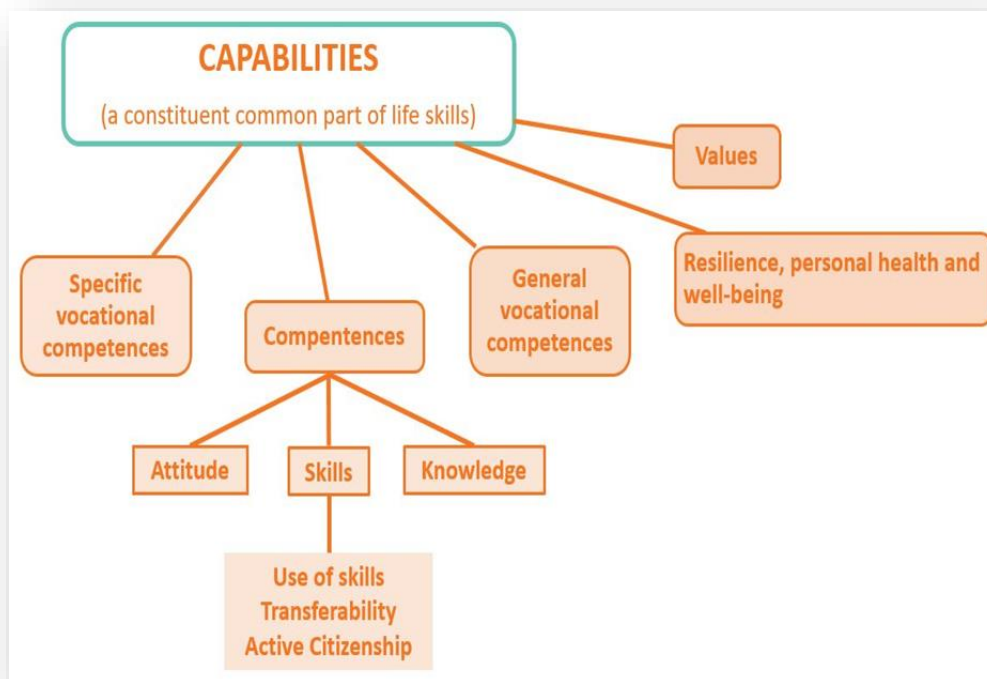 CAPABILITIES
(a constituent common part of life skills)
Values
Resilience, personal health and
well-being
Specific
vocational
competences
Compentences
General
vocational
competences
Attitude
Skills
Knowledge
Use of skills
Transferability
Active Citizenship